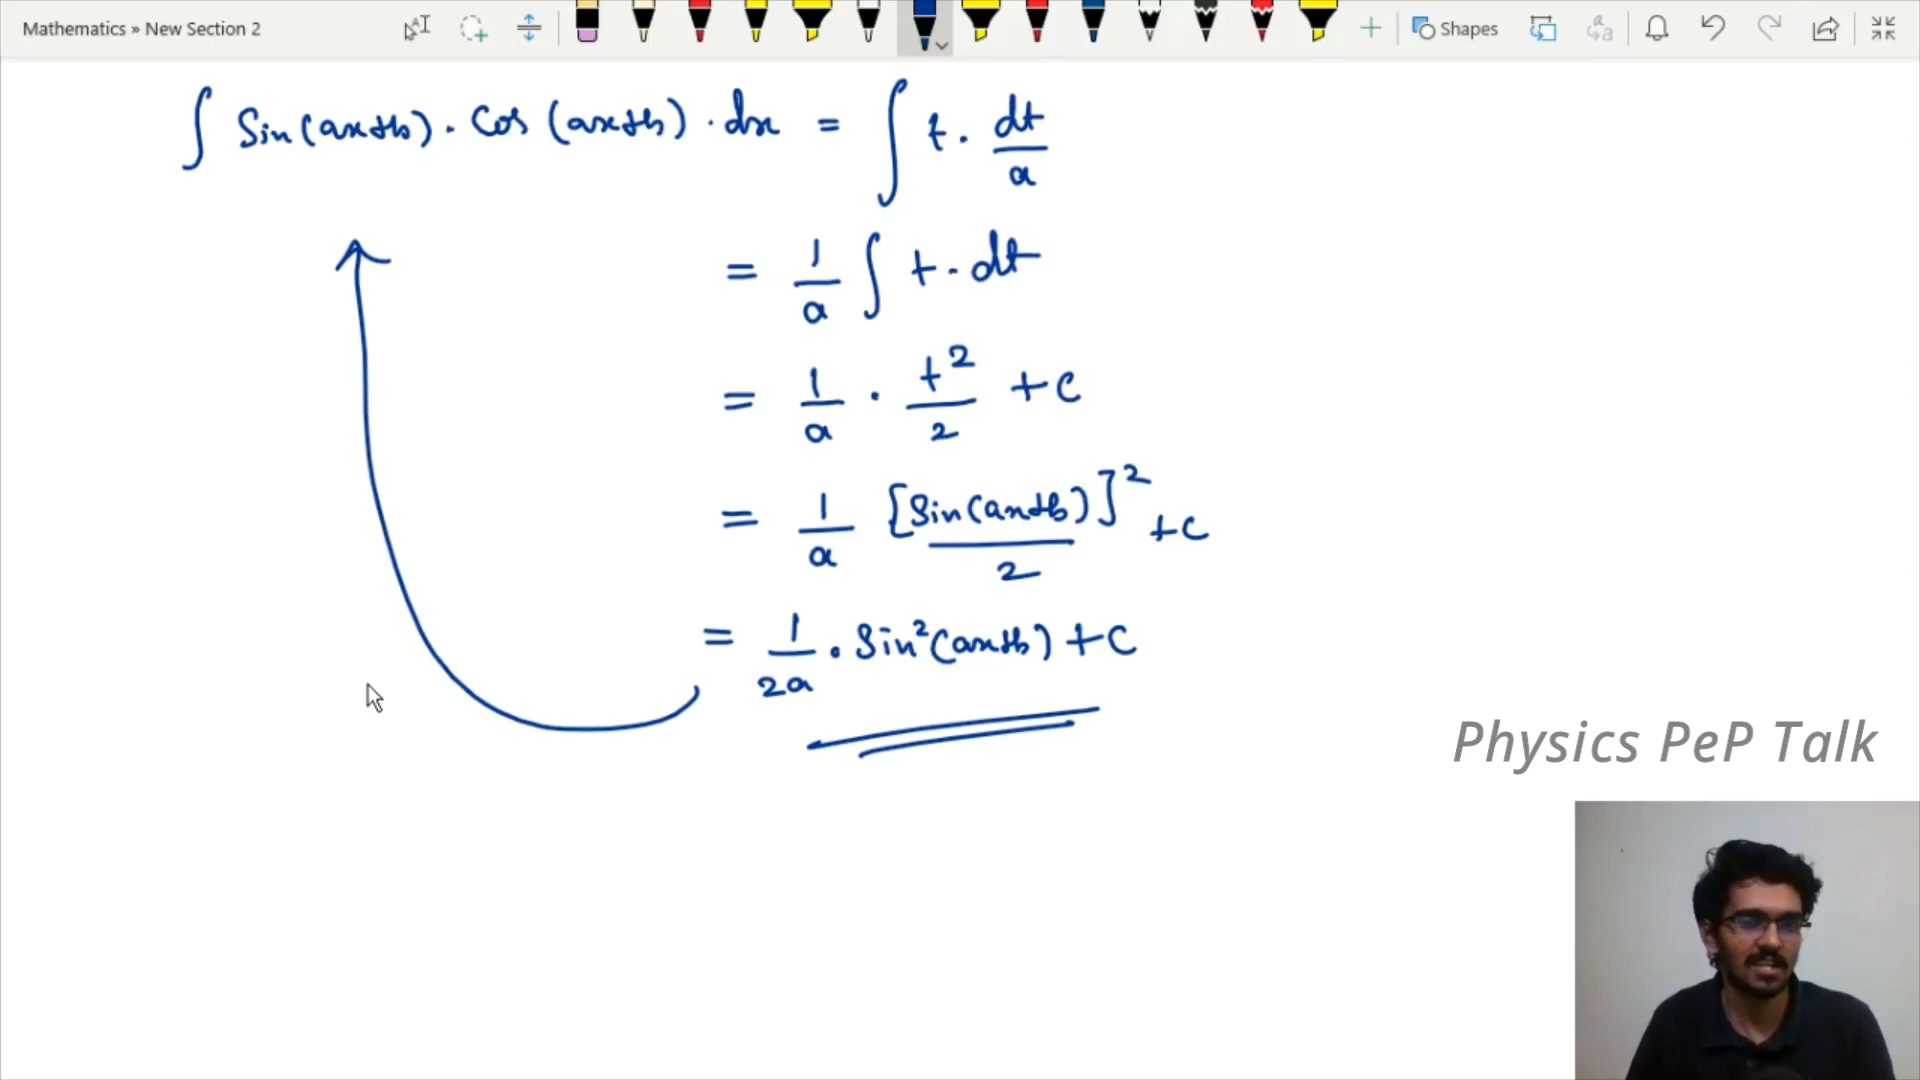 Mathematics » New Section 2
Shapes
∫ Sin(ax+b) . Cos (ax+b) . dx = ∫ t . dt/a
= 1/a ∫ t . dt
= 1/a . t²/2 + c
= 1/a [Sin(ax+b)]²/2 + c
= 1/2a . Sin²(ax+b) + c
Physics PeP Talk